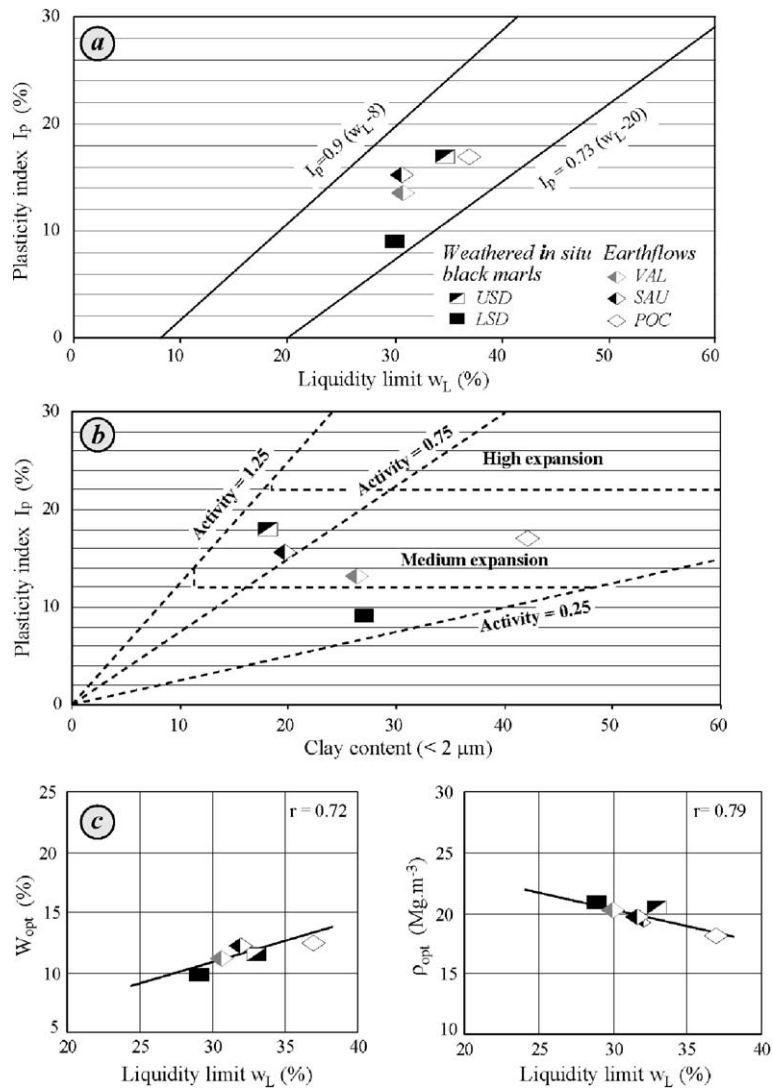 30
a
20
10
0
Plasticity index Ip (%)
Ip=0.9 (wL-8)
Ip = 0.73 (wL-20)
Weathered in situ
black marls
USD
LSD
Earthflows
VAL
SAU
POC
0 10 20 30 40 50 60
Liquidity limit wL (%)
30
b
20
10
0
Plasticity index Ip (%)
Activity = 1.25
Activity = 0.75
High expansion
Medium expansion
Activity = 0.25
0 10 20 30 40 50 60
Clay content (< 2 μm)
25
c
r = 0.72
20
15
10
5
Wopt (%)
20 25 30 35 40
Liquidity limit wL (%)
30
r= 0.79
25
20
15
10
ρopt (Mg.m-3)
20 25 30 35 40
Liquidity limit wL (%)